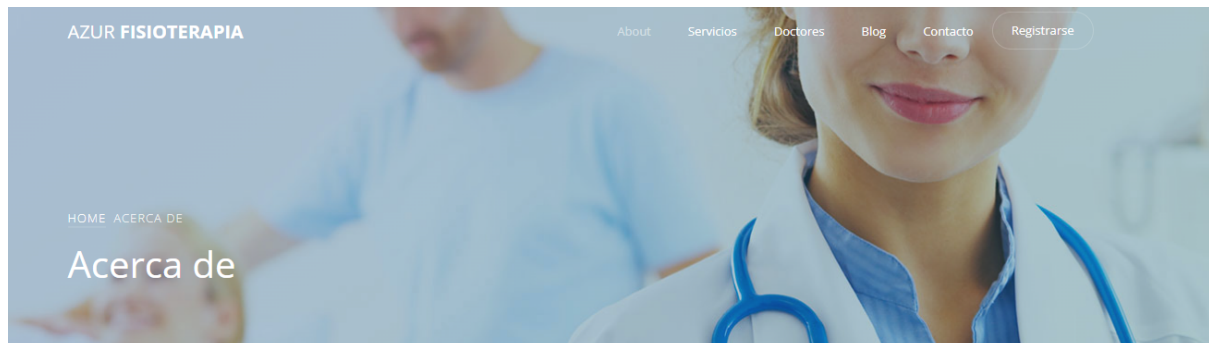 AZUR FISIOTERAPIA
About Servicios Doctores Blog Contacto Registrarse
HOME ACERCA DE
Acerca de